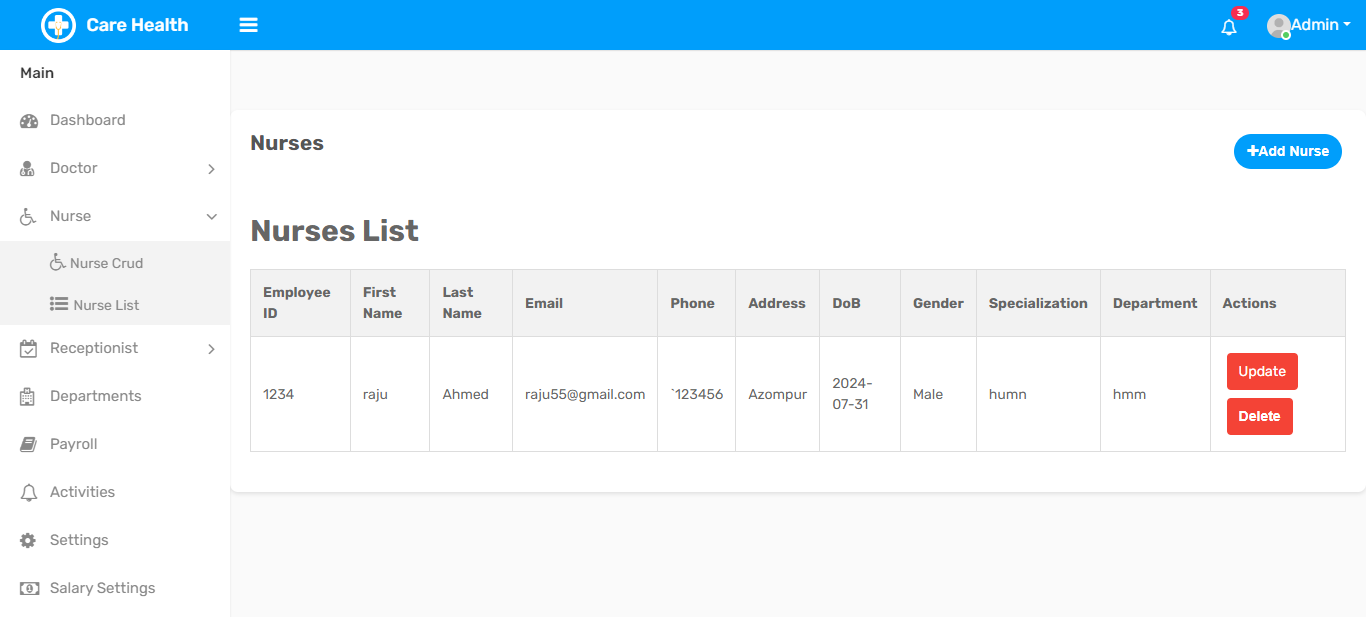 Care Health
3
Admin
Main
Dashboard
Doctor
Nurse
Nurse Crud
Nurse List
Receptionist
Departments
Payroll
Activities
Settings
Salary Settings
Nurses
Add Nurse
Nurses List
Employee ID First Name Last Name Email Phone Address DoB Gender Specialization Department Actions
1234 raju Ahmed raju55@gmail.com `123456 Azompur 2024-07-31 Male humn hmm Update
Delete